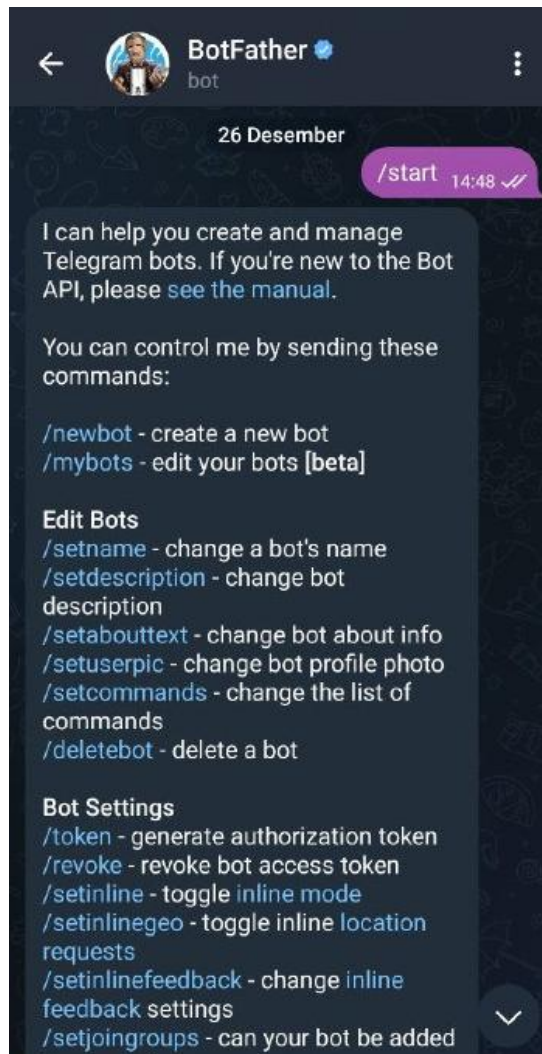 BotFather
bot
26 Desember
/start 14:48
I can help you create and manage
Telegram bots. If you're new to the Bot
API, please see the manual.
You can control me by sending these
commands:
/newbot - create a new bot
/mybots - edit your bots [beta]
Edit Bots
/setname - change a bot's name
/setdescription - change bot
description
/setabouttext - change bot about info
/setuserpic - change bot profile photo
/setcommands - change the list of
commands
/deletebot - delete a bot
Bot Settings
/token - generate authorization token
/revoke - revoke bot access token
/setinline - toggle inline mode
/setinlinegeo - toggle inline location
requests
/setinlinefeedback - change inline
feedback settings
/setjoingroups - can your bot be added